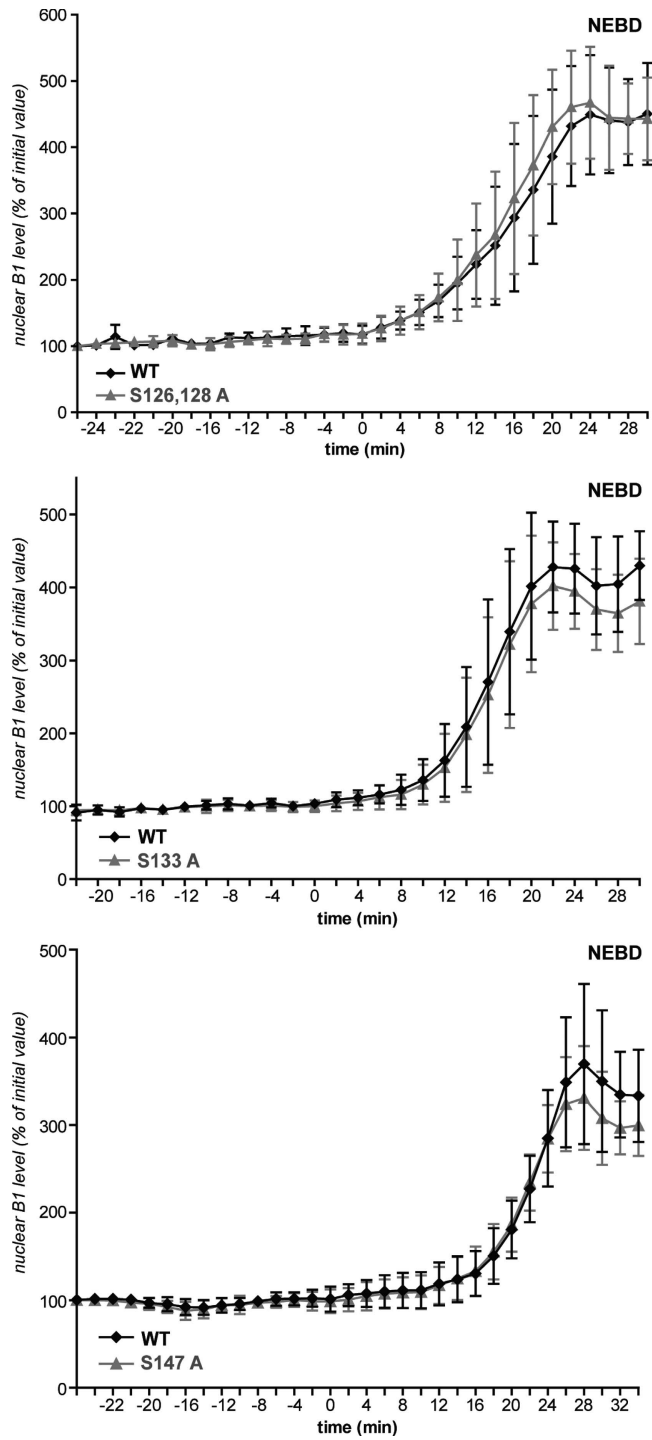 NEBD
600
500
400
300
200
100
0
nuclear B1 level (% of initial value)
WT
S126,128 A
-24 -22 -20 -16 -12 -8 -4 0 4 8 12 16 20 24 28
time (min)
NEBD
500
400
300
200
100
0
nuclear B1 level (% of initial value)
WT
S133 A
-20 -16 -12 -8 -4 0 4 8 12 16 20 24 28
time (min)
NEBD
500
400
300
200
100
0
nuclear B1 level (% of initial value)
WT
S147 A
-22 -20 -16 -12 -8 -4 0 4 8 12 16 20 24 28 32
time (min)